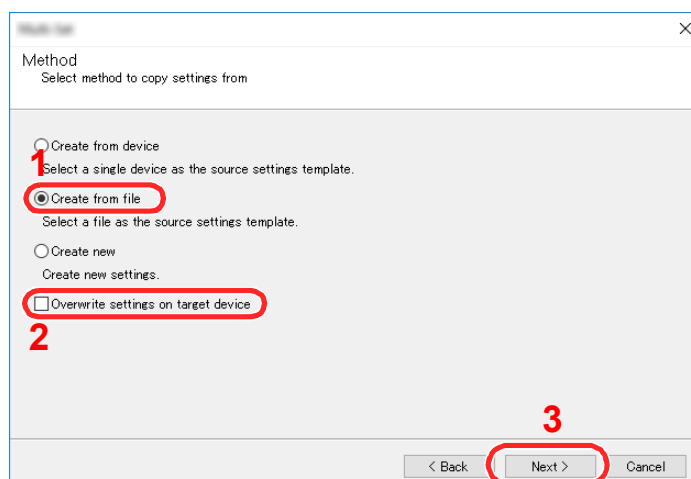 Method
Select method to copy settings from
Create from device
1
Select a single device as the source settings template.
Create from file
Select a file as the source settings template.
Create new
Create new settings.
Overwrite settings on target device
2
3
< Back
Next >
Cancel